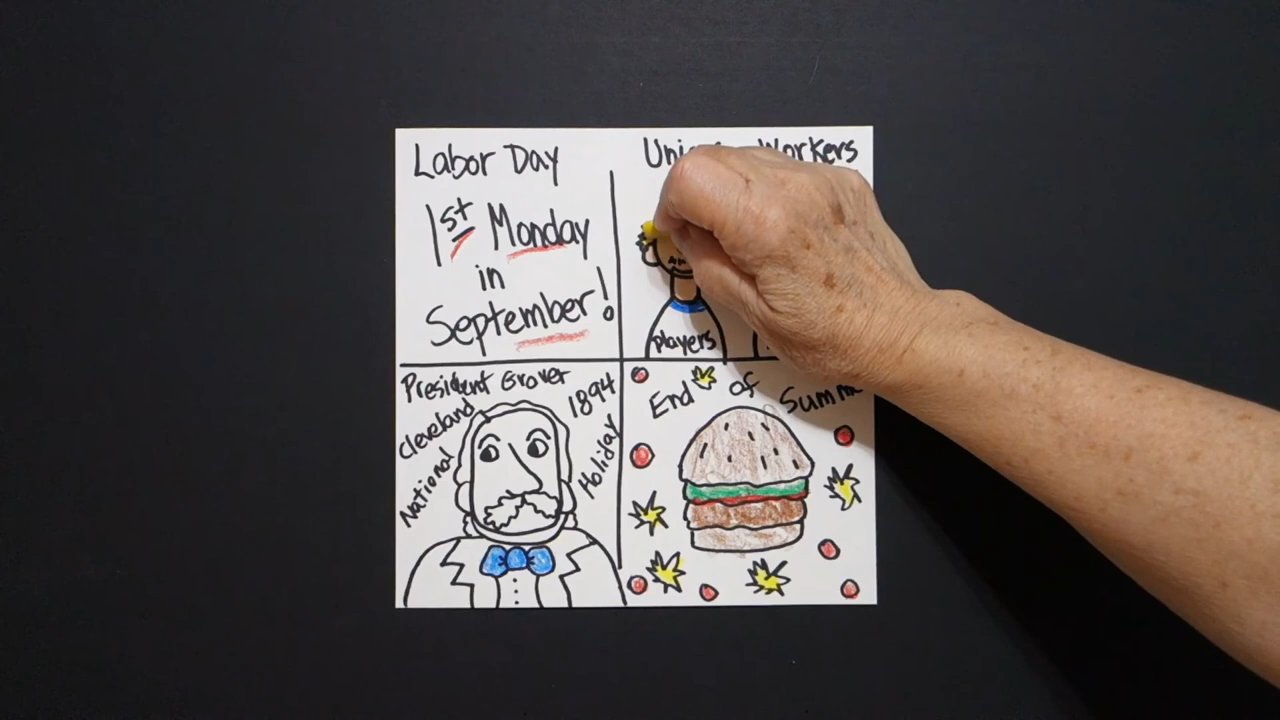 Labor Day
1st Monday
in
September!
Workers
players
President Grover
Cleveland
1894
National
Holiday
End of